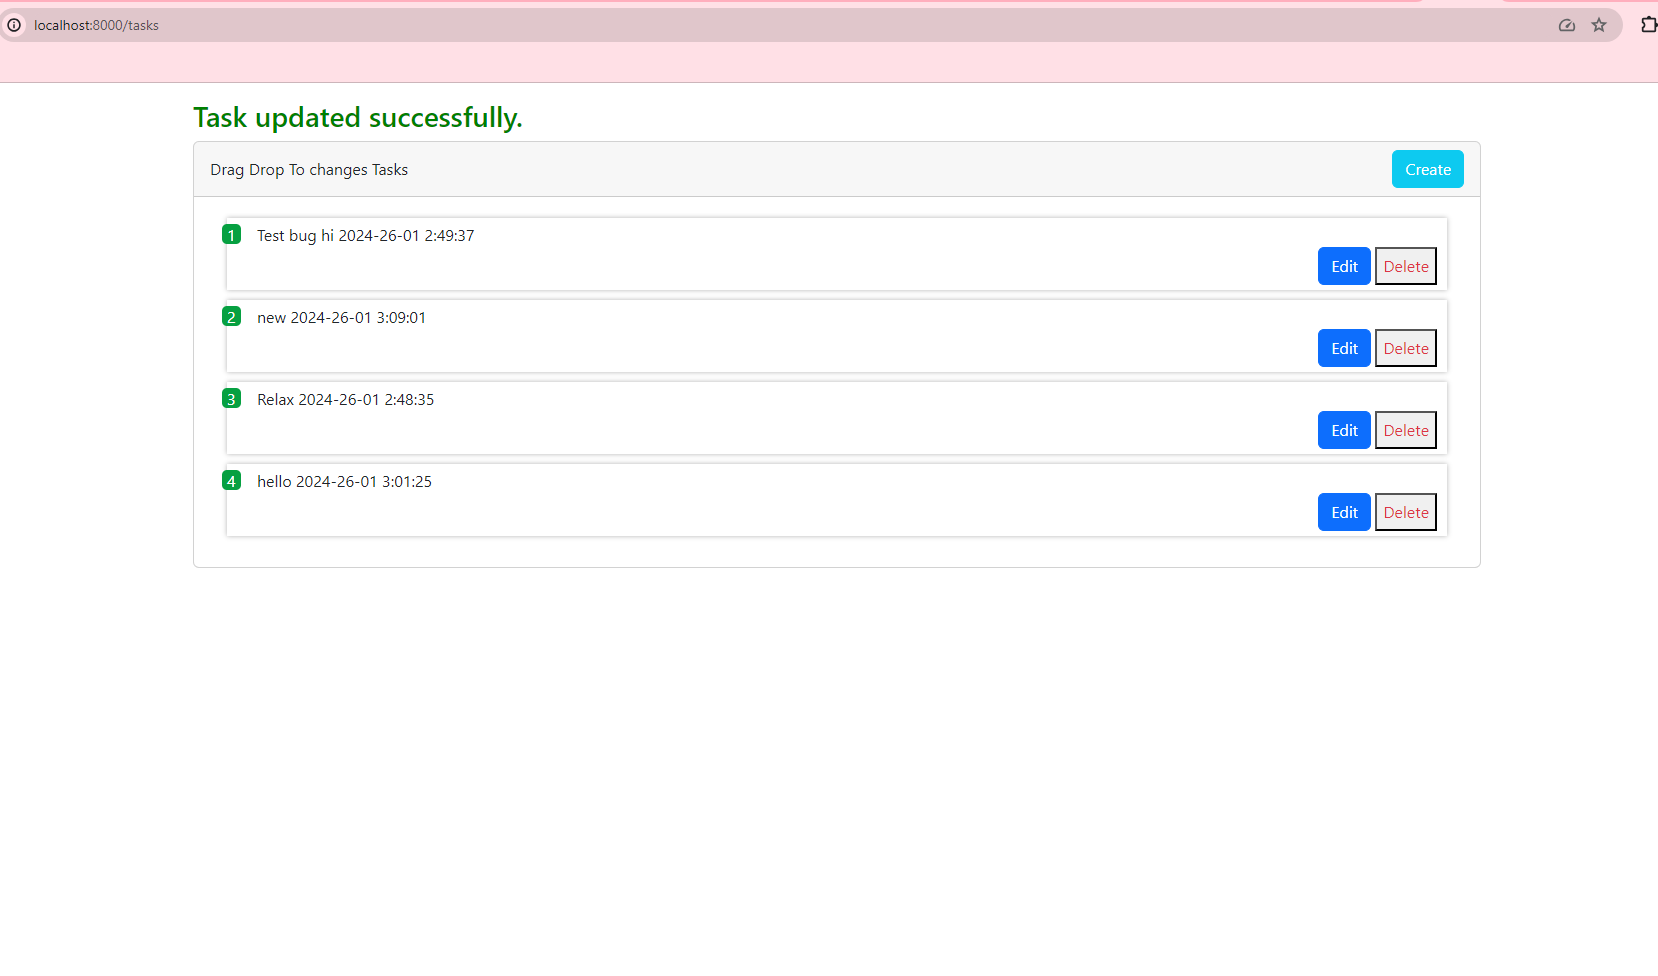 localhost:8000/tasks
Task updated successfully.
Drag Drop To changes Tasks
Create
1 Test bug hi 2024-26-01 2:49:37
Edit Delete
2 new 2024-26-01 3:09:01
Edit Delete
3 Relax 2024-26-01 2:48:35
Edit Delete
4 hello 2024-26-01 3:01:25
Edit Delete